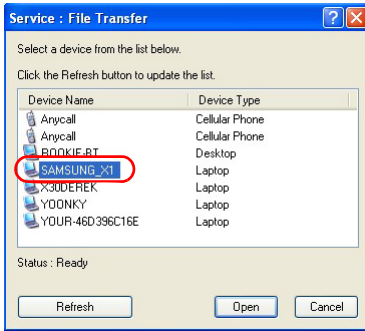 Service : File Transfer
Select a device from the list below.
Click the Refresh button to update the list.
Device Name Device Type
Anycall Cellular Phone
Anycall Cellular Phone
ROOKIE-BT Desktop
SAMSUNG_X1 Laptop
X30DEREK Laptop
YOONKY Laptop
YOUR-46D396C16E Laptop
Status : Ready
Refresh Open Cancel